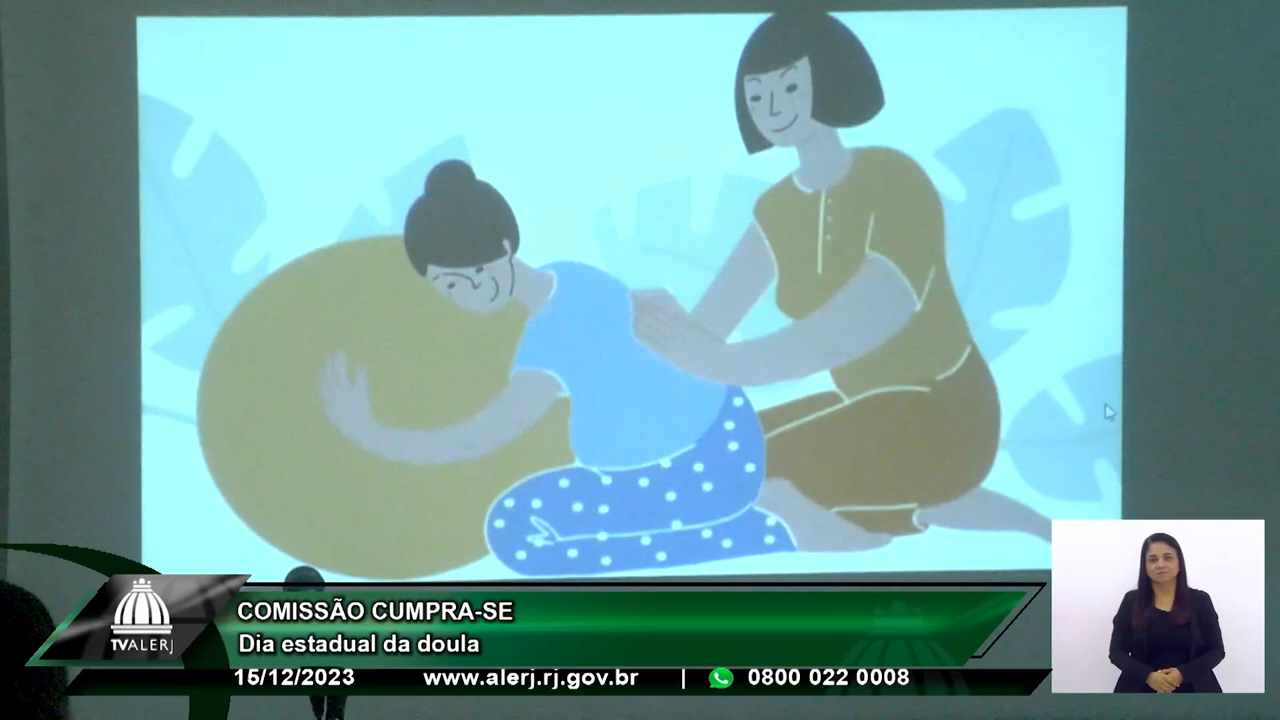 COMISSÃO CUMPRA-SE
TVALERJ
Dia estadual da doula
15/12/2023 www.alerj.rj.gov.br | 0800 022 0008